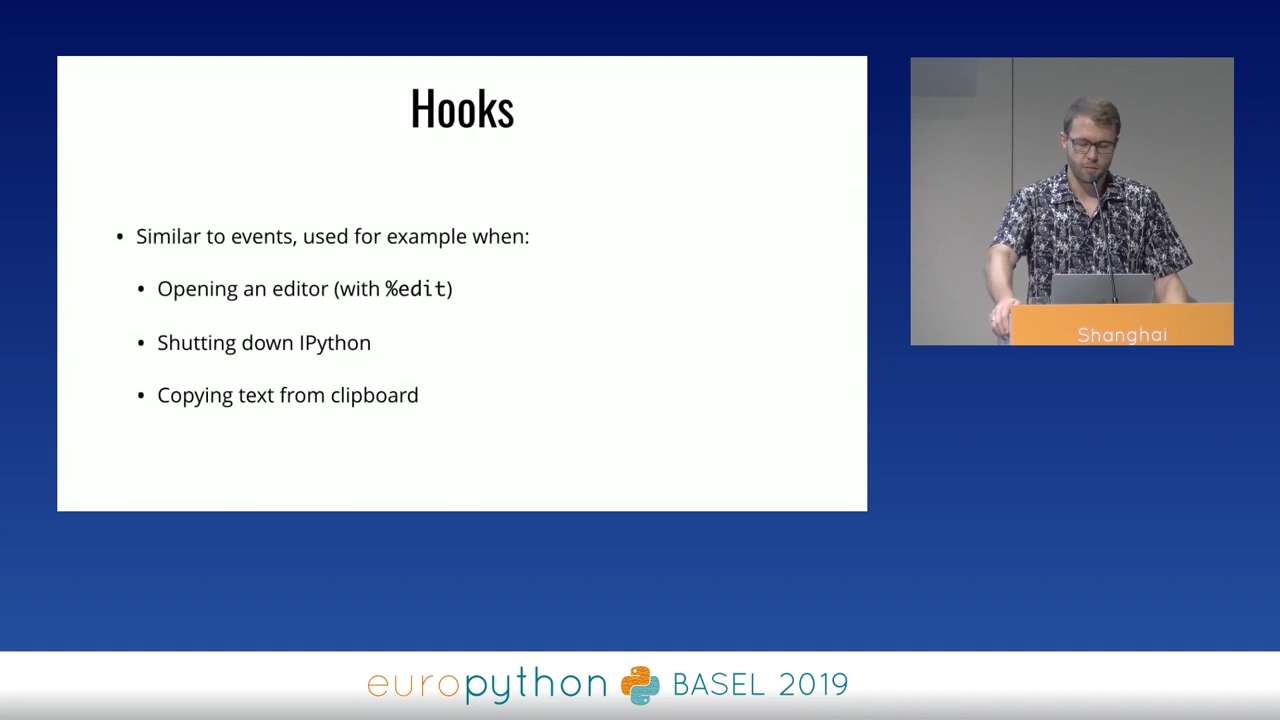 Hooks
• Similar to events, used for example when:
• Opening an editor (with %edit)
• Shutting down IPython
• Copying text from clipboard
Shanghai
europython BASEL 2019